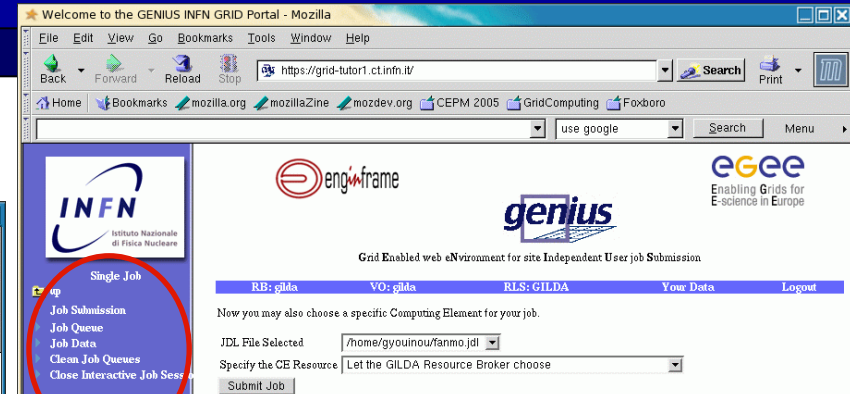 Welcome to the GENIUS INFN GRID Portal - Mozilla
File Edit View Go Bookmarks Tools Window Help
Back Forward Reload Stop https://grid-tutor1.ct.infn.it/ Search Print
Home Bookmarks mozilla.org mozillaZine mozdev.org CEPM 2005 GridComputing Foxboro
use google Search Menu
INFN
Istituto Nazionale
di Fisica Nucleare
enginframe
genius
egee
Enabling Grids for
E-science in Europe
Grid Enabled web eNvironment for site Independent User job Submission
RB: gilda VO: gilda RLS: GILDA Your Data Logout
Single Job
up
Job Submission
Job Queue
Job Data
Clean Job Queues
Close Interactive Job Sessio
Now you may also choose a specific Computing Element for your job.
JDL File Selected /home/gyouinou/fanmo.jdl
Specify the CE Resource Let the GILDA Resource Broker choose
Submit Job